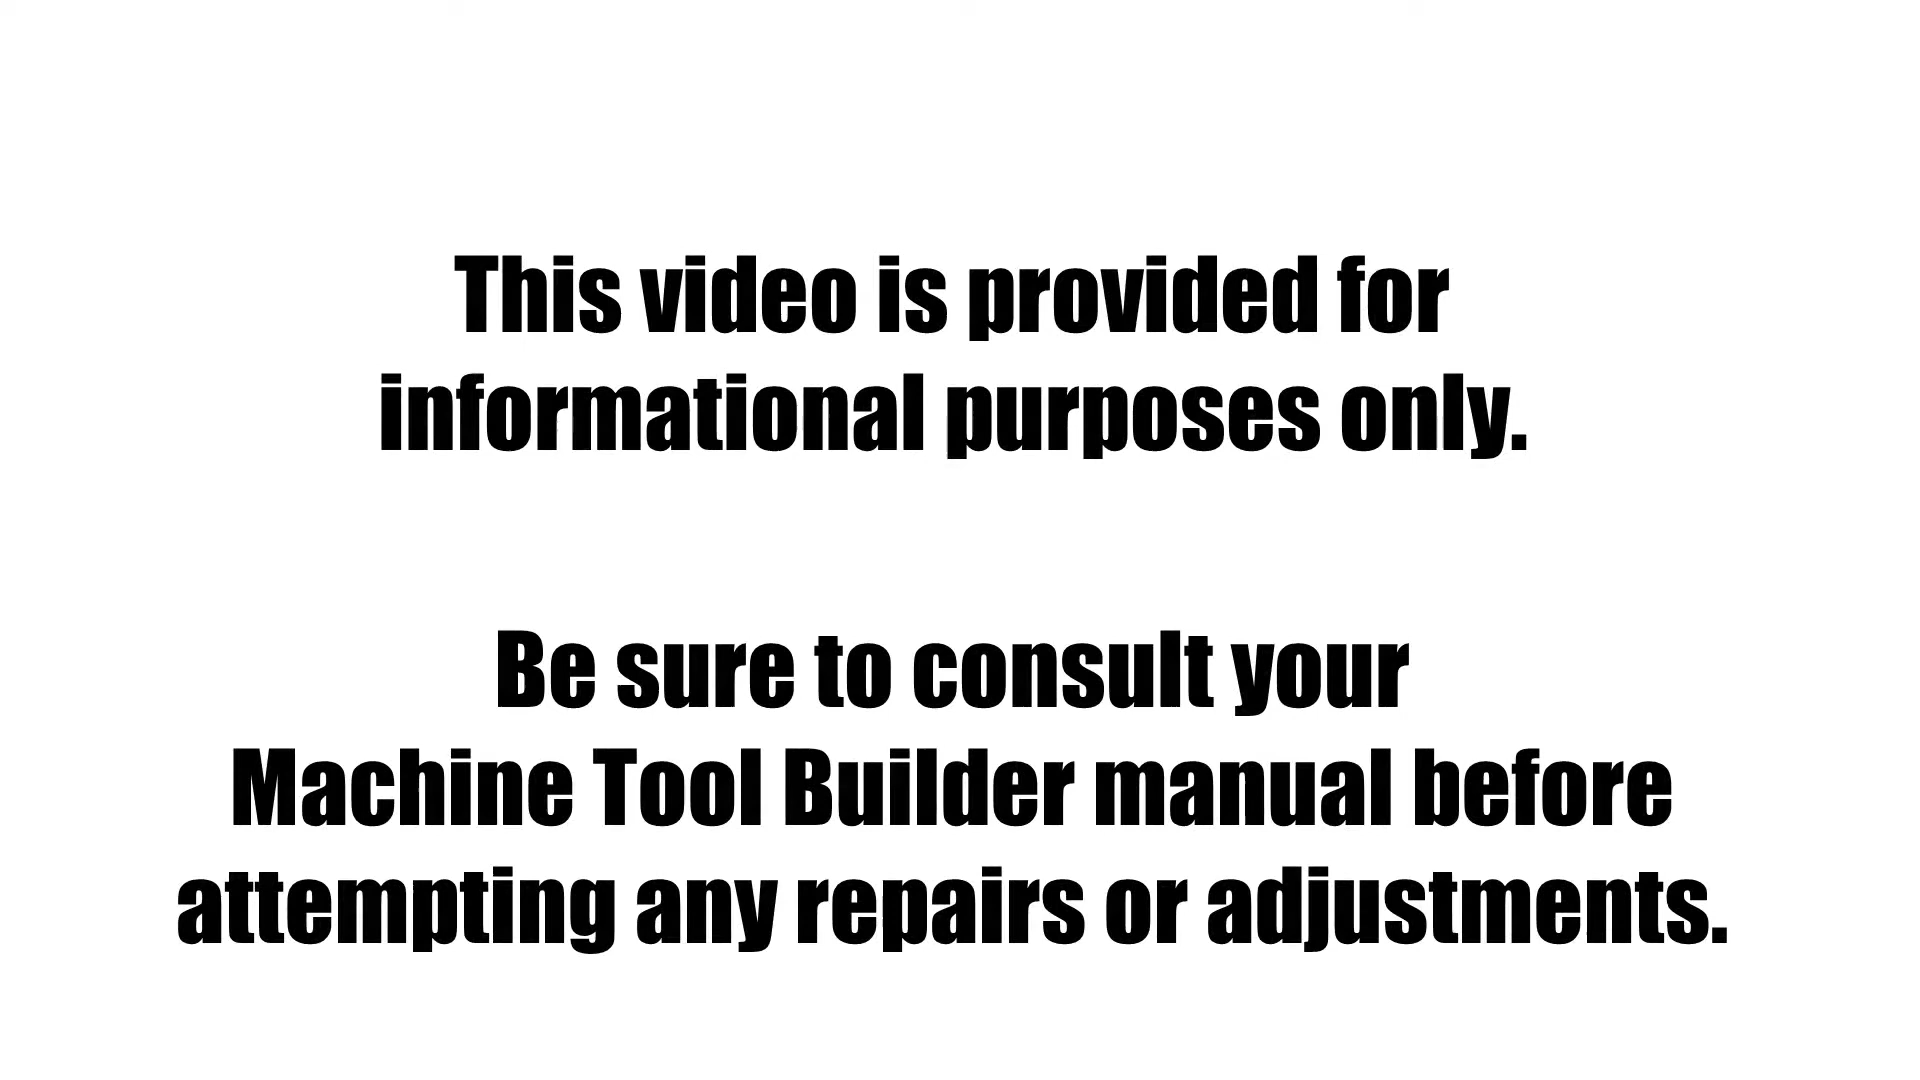 This video is provided for
informational purposes only.
Be sure to consult your
Machine Tool Builder manual before
attempting any repairs or adjustments.